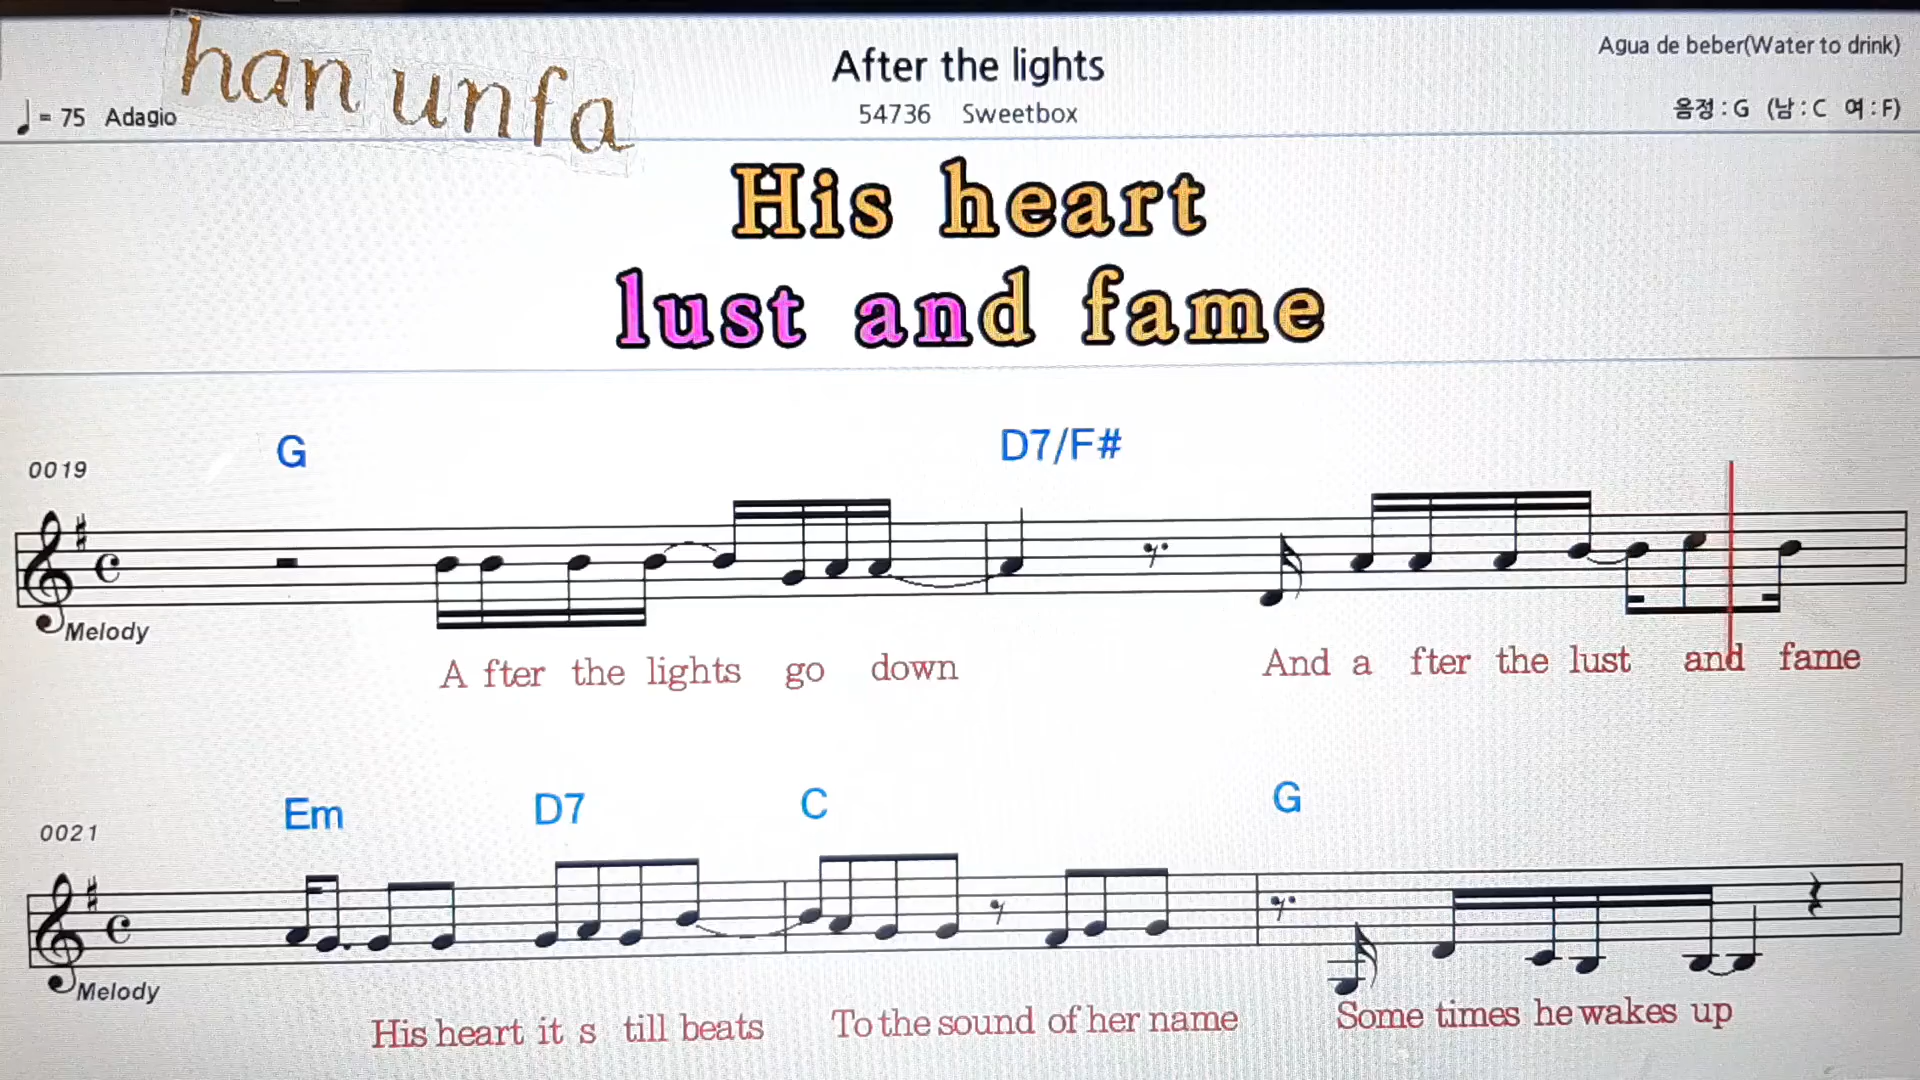 han unfa
After the lights
Agua de beber(Water to drink)
♩ = 75 Adagio
54736 Sweetbox
음정 : G (남 : C 여 : F)
His heart
lust and fame
G D7/F#
0019
Melody
A fter the lights go down And a fter the lust and fame
Em D7 C G
0021
Melody
His heart it s till beats To the sound of her name Some times he wakes up